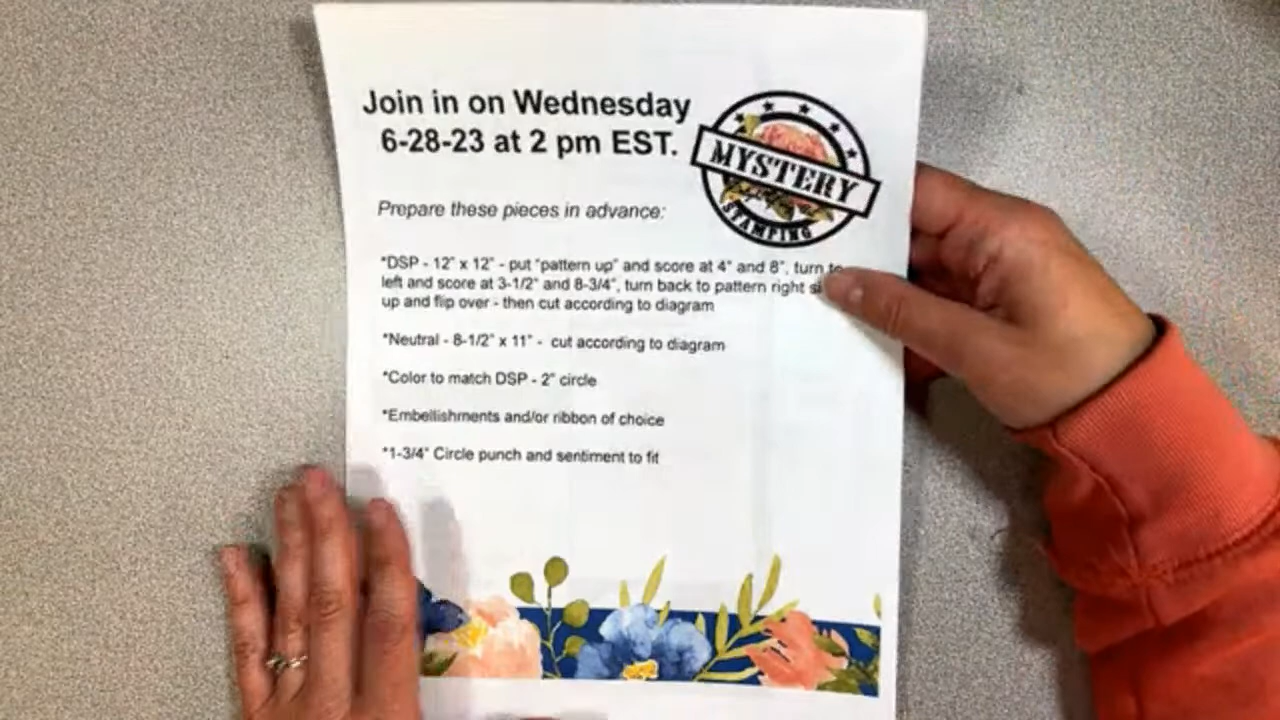 Join in on Wednesday
6-28-23 at 2 pm EST.
MYSTERY
STAMPING
Prepare these pieces in advance:
*DSP - 12" x 12" - put "pattern up" and score at 4" and 8", turn to
left and score at 3-1/2" and 8-3/4", turn back to pattern right
up and flip over - then cut according to diagram
*Neutral - 8-1/2" x 11" - cut according to diagram
*Color to match DSP - 2" circle
*Embellishments and/or ribbon of choice
*1-3/4" Circle punch and sentiment to fit